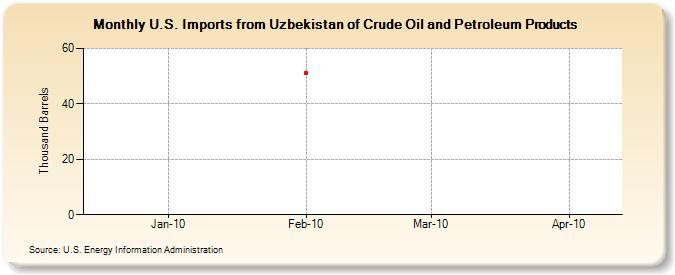 Monthly U.S. Imports from Uzbekistan of Crude Oil and Petroleum Products
Thousand Barrels
60
40
20
0
Jan-10 Feb-10 Mar-10 Apr-10
Source: U.S. Energy Information Administration